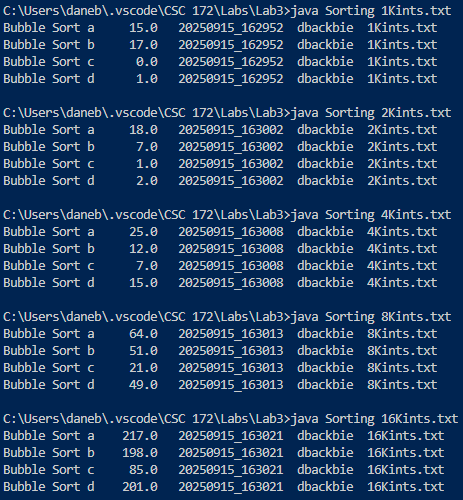 C:\Users\daneb\.vscode\CSC 172\Labs\Lab3>java Sorting 1Kints.txt
Bubble Sort a     15.0   20250915_162952  dbackbie  1Kints.txt
Bubble Sort b     17.0   20250915_162952  dbackbie  1Kints.txt
Bubble Sort c      0.0   20250915_162952  dbackbie  1Kints.txt
Bubble Sort d      1.0   20250915_162952  dbackbie  1Kints.txt

C:\Users\daneb\.vscode\CSC 172\Labs\Lab3>java Sorting 2Kints.txt
Bubble Sort a     18.0   20250915_163002  dbackbie  2Kints.txt
Bubble Sort b      7.0   20250915_163002  dbackbie  2Kints.txt
Bubble Sort c      1.0   20250915_163002  dbackbie  2Kints.txt
Bubble Sort d      2.0   20250915_163002  dbackbie  2Kints.txt

C:\Users\daneb\.vscode\CSC 172\Labs\Lab3>java Sorting 4Kints.txt
Bubble Sort a     25.0   20250915_163008  dbackbie  4Kints.txt
Bubble Sort b     12.0   20250915_163008  dbackbie  4Kints.txt
Bubble Sort c      7.0   20250915_163008  dbackbie  4Kints.txt
Bubble Sort d     15.0   20250915_163008  dbackbie  4Kints.txt

C:\Users\daneb\.vscode\CSC 172\Labs\Lab3>java Sorting 8Kints.txt
Bubble Sort a     64.0   20250915_163013  dbackbie  8Kints.txt
Bubble Sort b     51.0   20250915_163013  dbackbie  8Kints.txt
Bubble Sort c     21.0   20250915_163013  dbackbie  8Kints.txt
Bubble Sort d     49.0   20250915_163013  dbackbie  8Kints.txt

C:\Users\daneb\.vscode\CSC 172\Labs\Lab3>java Sorting 16Kints.txt
Bubble Sort a    217.0   20250915_163021  dbackbie  16Kints.txt
Bubble Sort b    198.0   20250915_163021  dbackbie  16Kints.txt
Bubble Sort c     85.0   20250915_163021  dbackbie  16Kints.txt
Bubble Sort d    201.0   20250915_163021  dbackbie  16Kints.txt